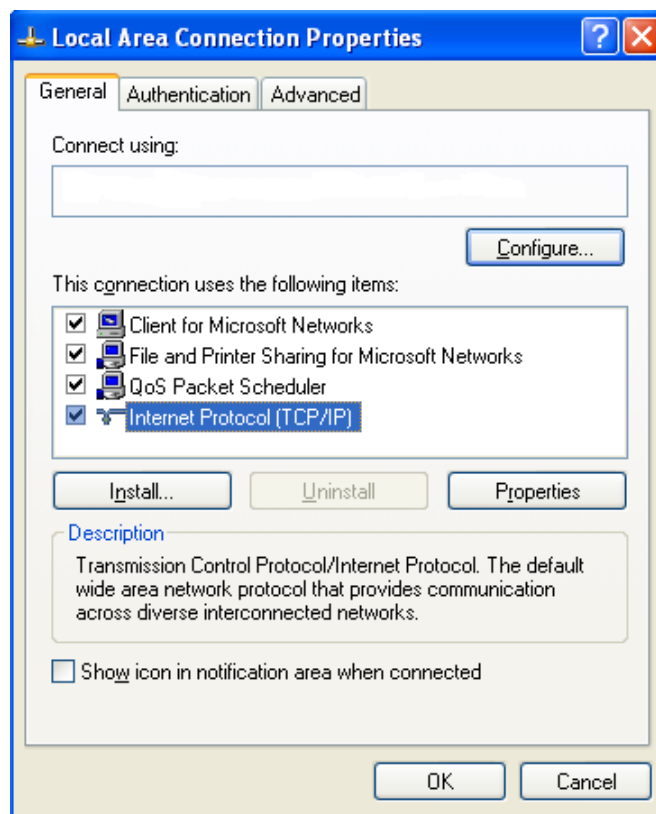 Local Area Connection Properties
General Authentication Advanced
Connect using:
Configure...
This connection uses the following items:
Client for Microsoft Networks
File and Printer Sharing for Microsoft Networks
QoS Packet Scheduler
Internet Protocol (TCP/IP)
Install... Uninstall Properties
Description
Transmission Control Protocol/Internet Protocol. The default
wide area network protocol that provides communication
across diverse interconnected networks.
Show icon in notification area when connected
OK Cancel